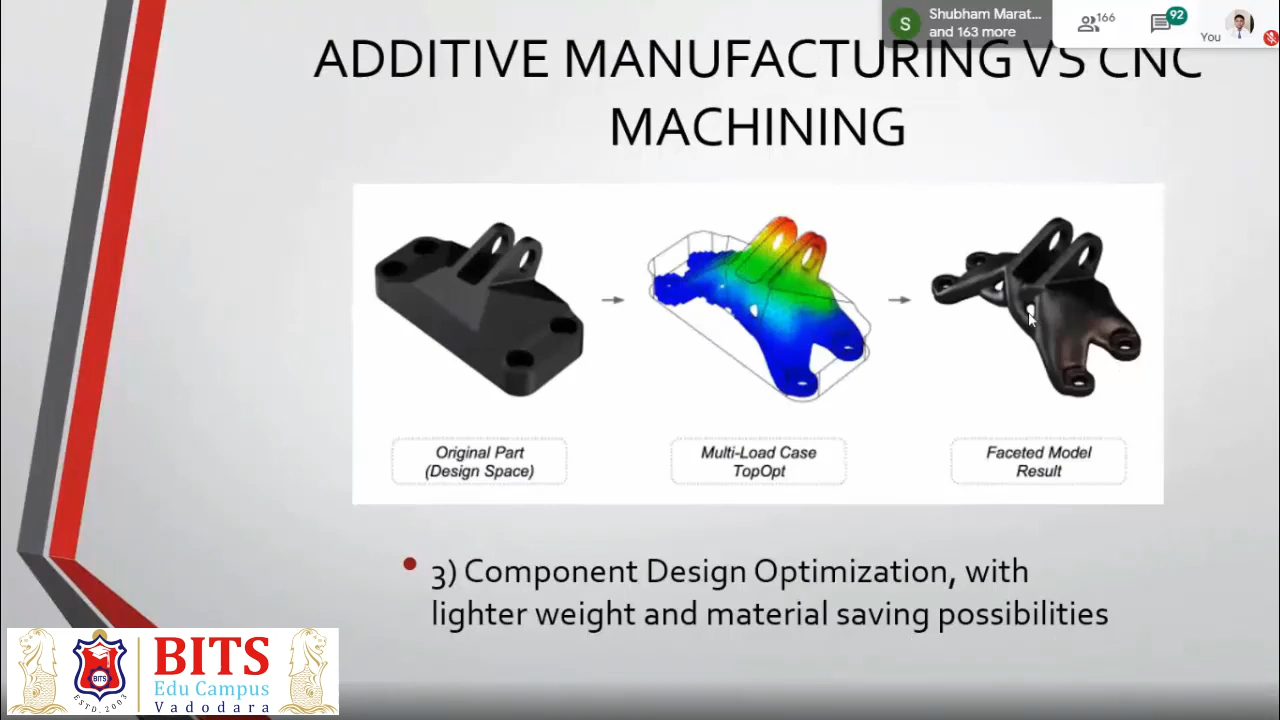 S
Shubham Marat...
and 163 more
166
92
You
ADDITIVE MANUFACTURING VS CNC
MACHINING
Original Part
(Design Space)
Multi-Load Case
TopOpt
Faceted Model
Result
3) Component Design Optimization, with
lighter weight and material saving possibilities
BITS
ESTD. 2003
BITS
Edu Campus
Vadodara